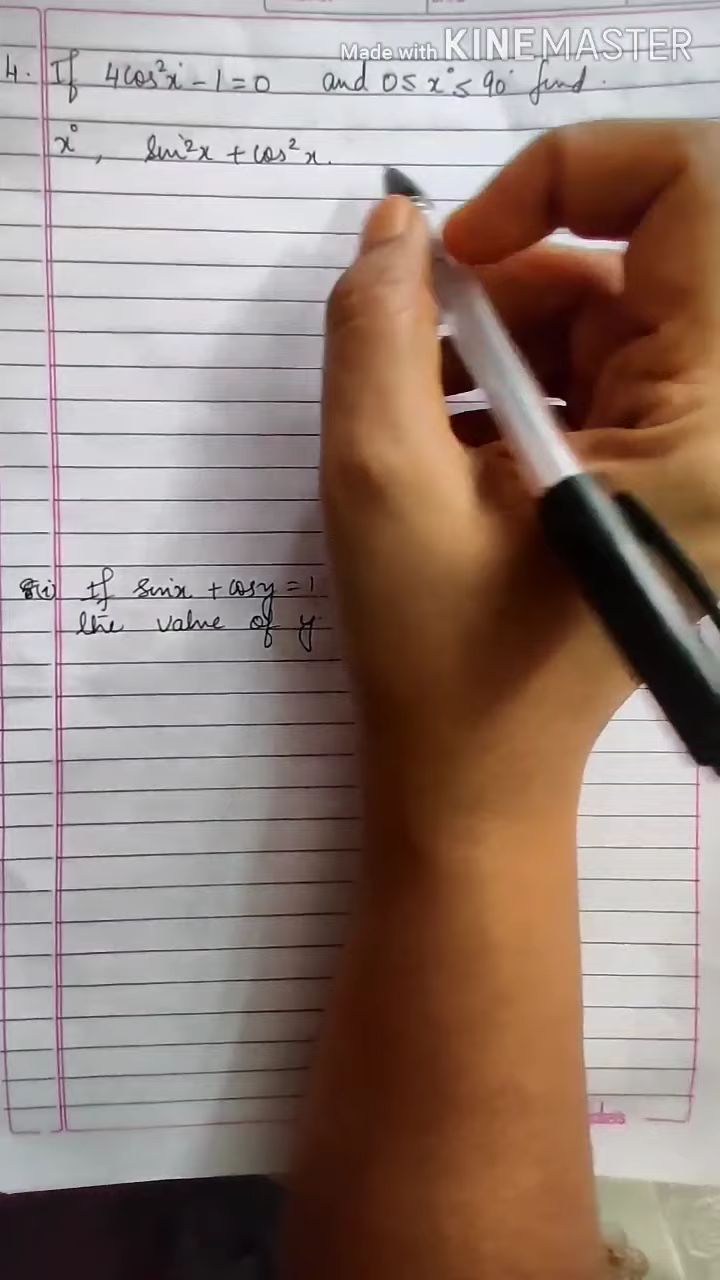 Made with KINEMASTER
4. If 4cos²x° - 1 = 0 and 0 ≤ x° ≤ 90° find.
x°, sin²x + cos²x.
(i) If sinx + cosy = 1
the value of y